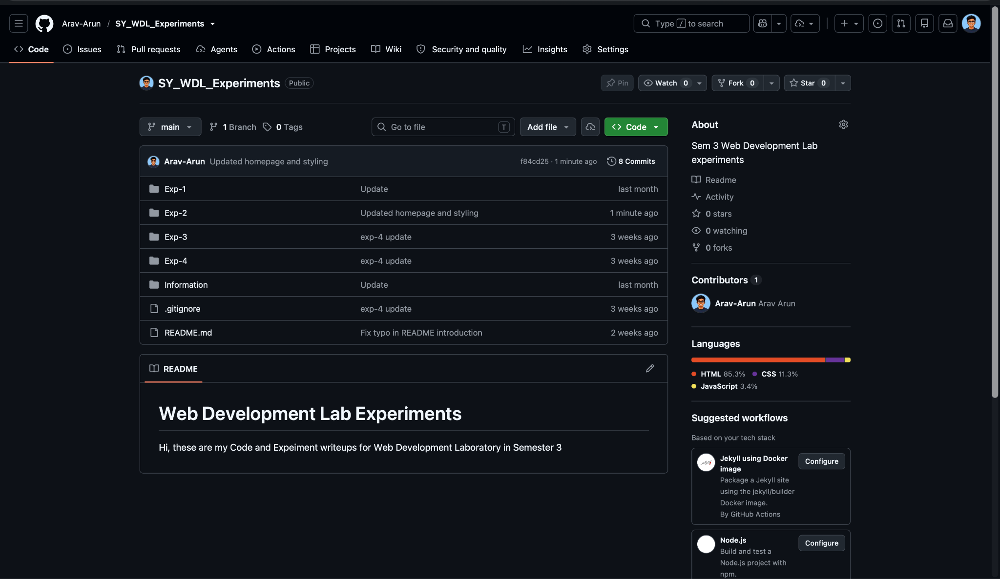 Arav-Arun / SY_WDL_Experiments
Type / to search
Code Issues Pull requests Agents Actions Projects Wiki Security and quality Insights Settings
SY_WDL_Experiments Public
Pin Watch 0 Fork 0 Star 0
main 1 Branch 0 Tags Go to file T Add file Code
Arav-Arun Updated homepage and styling f84cd25 · 1 minute ago 8 Commits
Exp-1 Update last month
Exp-2 Updated homepage and styling 1 minute ago
Exp-3 exp-4 update 3 weeks ago
Exp-4 exp-4 update 3 weeks ago
Information Update last month
.gitignore exp-4 update 3 weeks ago
README.md Fix typo in README introduction 2 weeks ago
README
Web Development Lab Experiments
Hi, these are my Code and Expeiment writeups for Web Development Laboratory in Semester 3
About
Sem 3 Web Development Lab
experiments
Readme
Activity
0 stars
0 watching
0 forks
Contributors 1
Arav-Arun Arav Arun
Languages
HTML 85.3% CSS 11.3%
JavaScript 3.4%
Suggested workflows
Based on your tech stack
Jekyll using Docker
image
Configure
Package a Jekyll site
using the jekyll/builder
Docker image.
By GitHub Actions
Node.js
Configure
Build and test a
Node.js project with
npm.